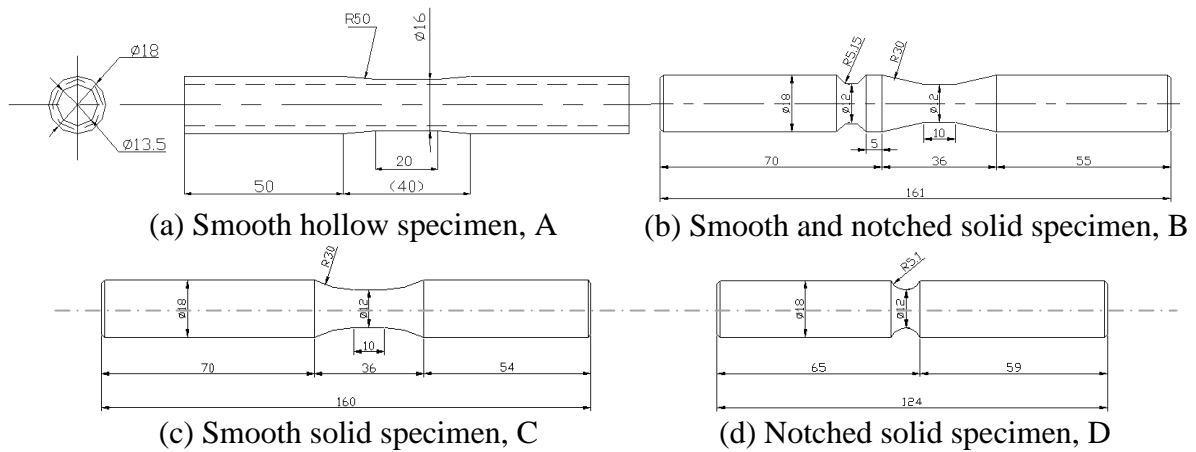 R50
Ø16
Ø18
Ø13.5
20
50
(40)
(a) Smooth hollow specimen, A
R5.15
R30
Ø18
Ø12
Ø12
5
10
70
36
55
161
(b) Smooth and notched solid specimen, B
R30
Ø18
Ø12
10
70
36
54
160
(c) Smooth solid specimen, C
R5.1
Ø18
Ø12
65
59
124
(d) Notched solid specimen, D